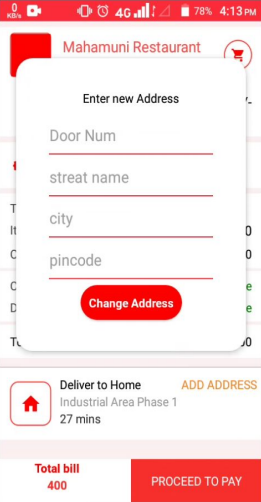 0
KB/s
4G
78%
4:13 PM
Mahamuni Restaurant
Enter new Address
Door Num
streat name
city
pincode
Change Address
Deliver to Home
ADD ADDRESS
Industrial Area Phase 1
27 mins
Total bill
400
PROCEED TO PAY